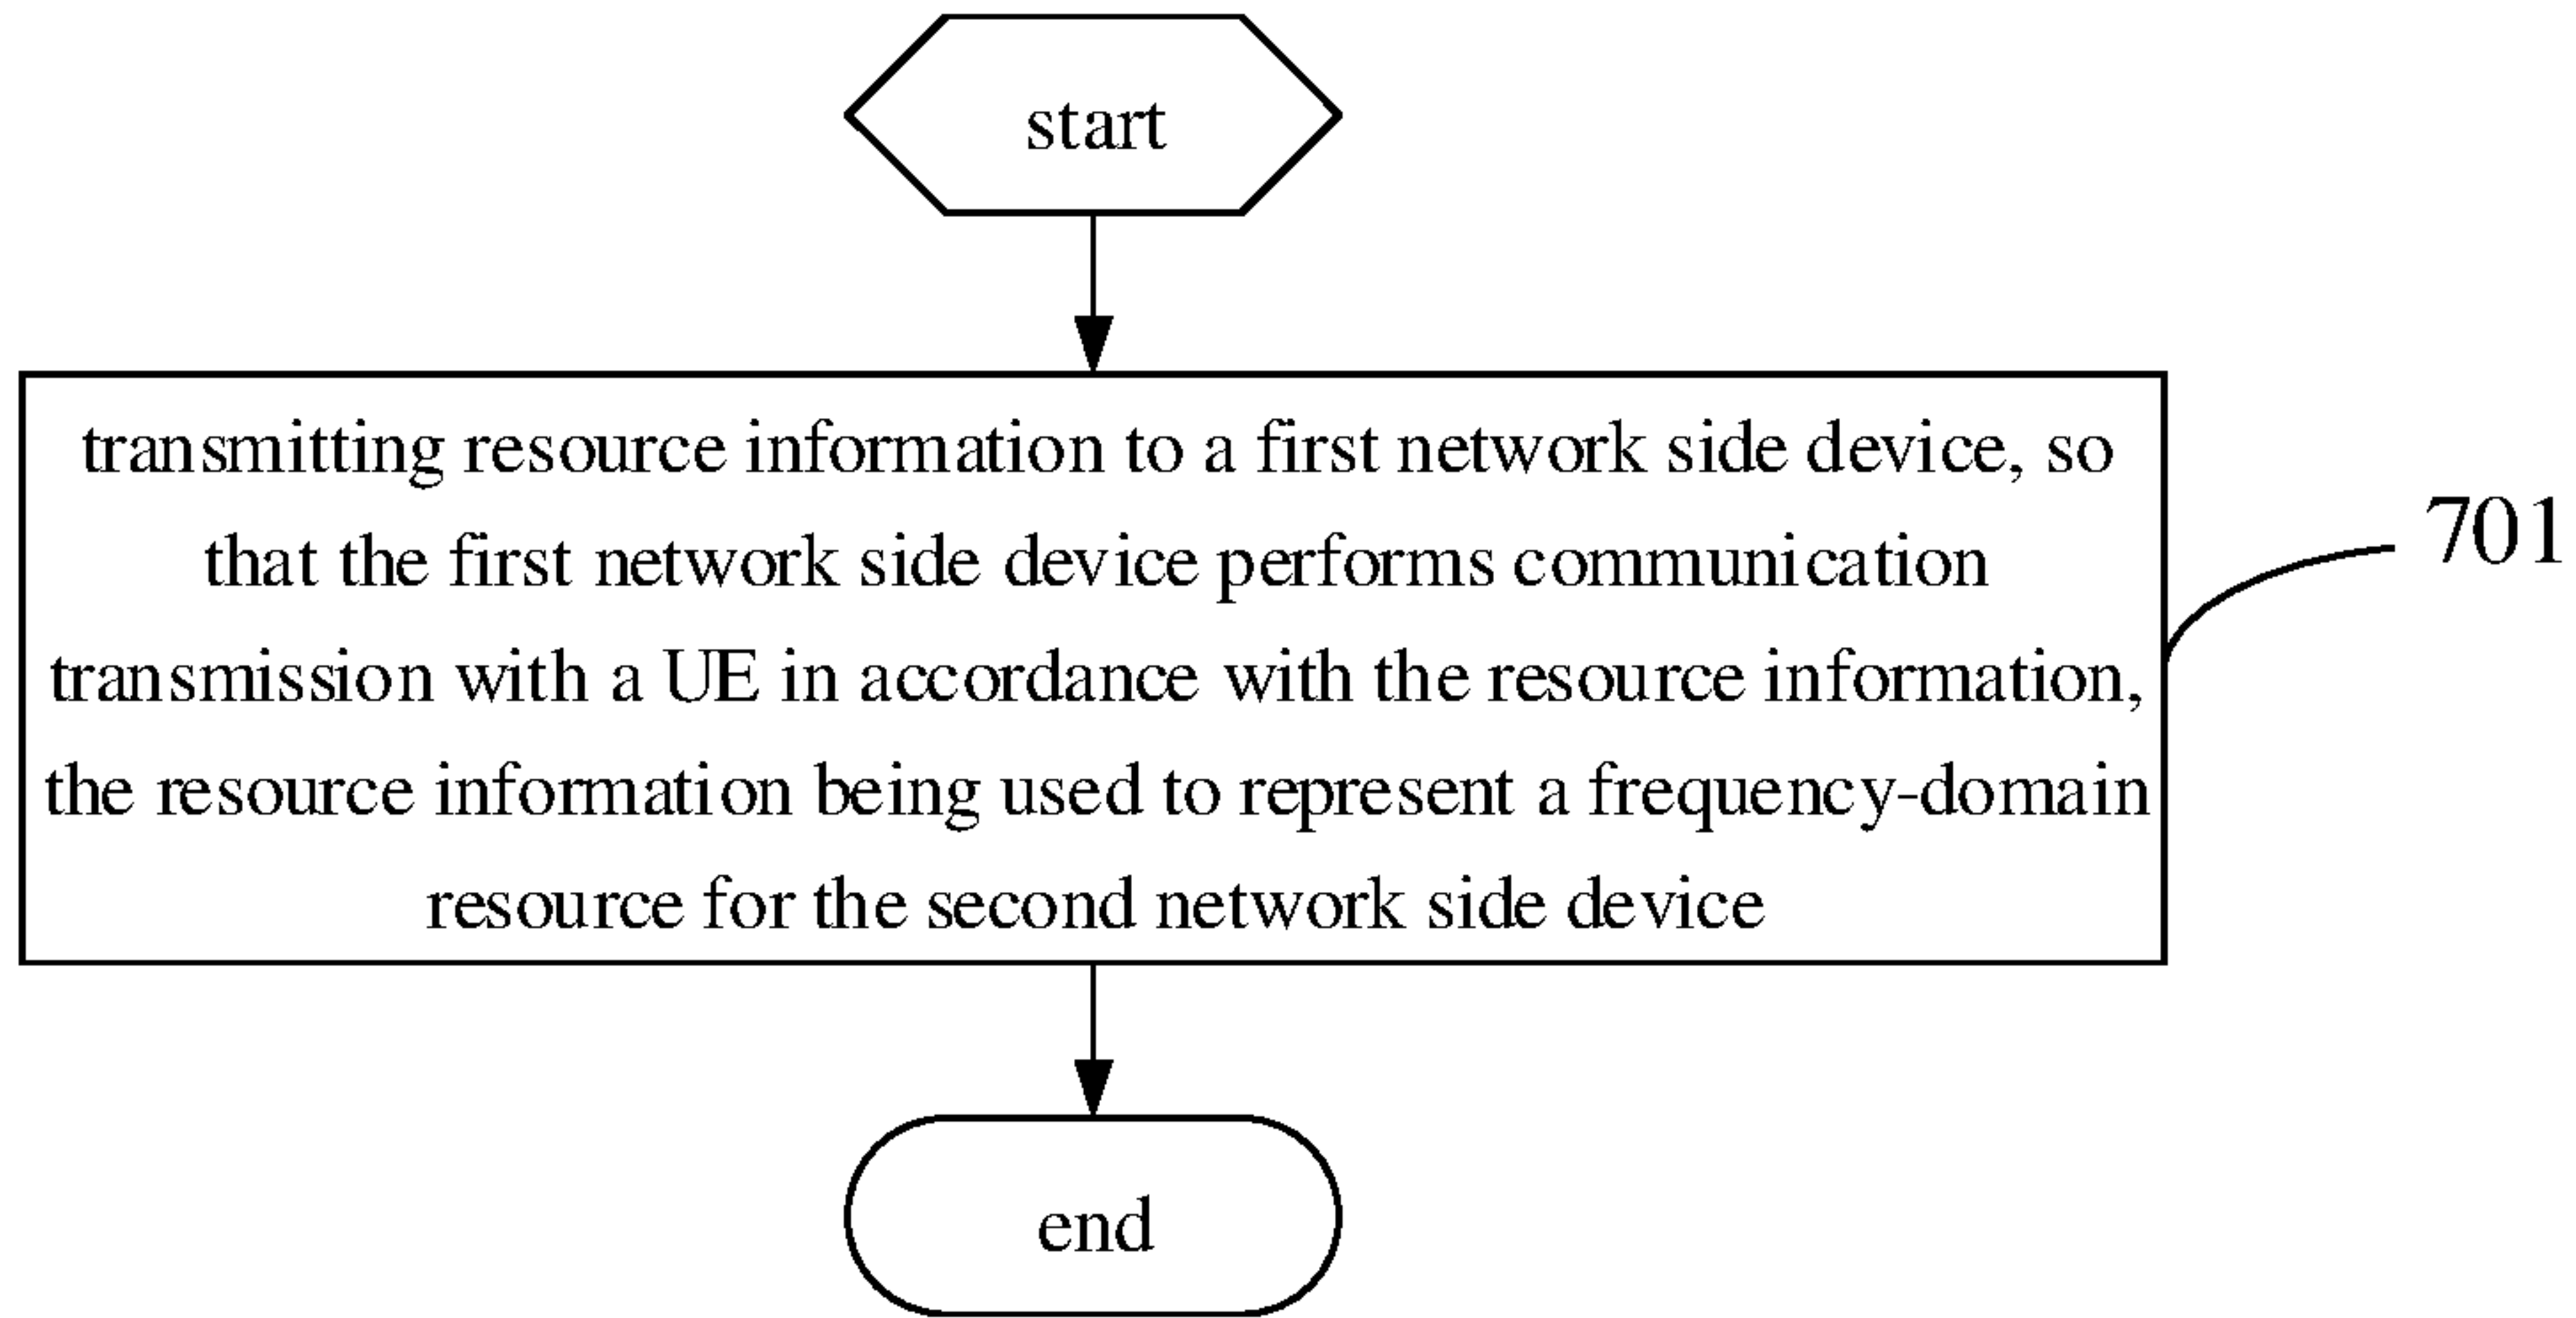 start
transmitting resource information to a first network side device, so
that the first network side device performs communication
transmission with a UE in accordance with the resource information,
the resource information being used to represent a frequency-domain
resource for the second network side device
701
end